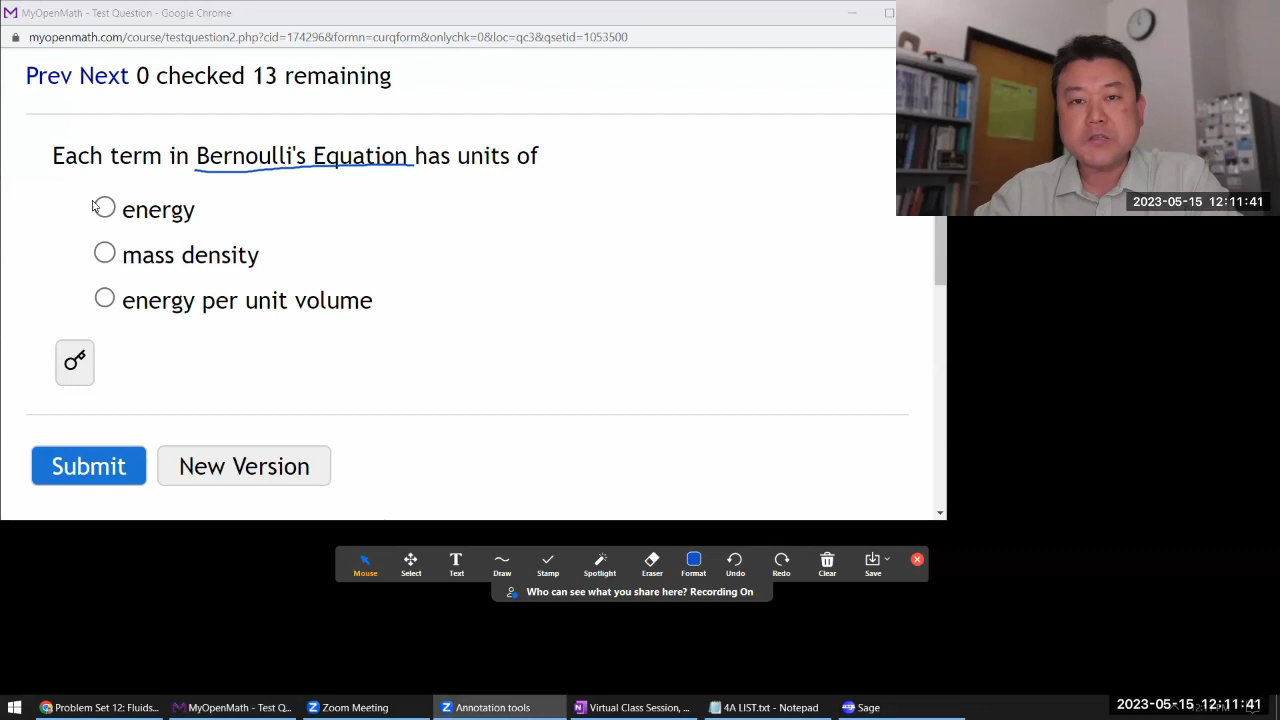 MyOpenMath - Test Question - Google Chrome
myopenmath.com/course/testquestion2.php?cid=174296&formn=curqform&onlychk=0&loc=qc3&qsetid=1053500
Prev Next 0 checked 13 remaining
Each term in Bernoulli's Equation has units of
energy
mass density
energy per unit volume
Submit New Version
2023-05-15 12:11:41
Mouse Select Text Draw Stamp Spotlight Eraser Format Undo Redo Clear Save
Who can see what you share here? Recording On
Problem Set 12: Fluids... MyOpenMath - Test Q... Zoom Meeting Annotation tools Virtual Class Session, ... 4A LIST.txt - Notepad Sage 2023-05-15 12:11:41